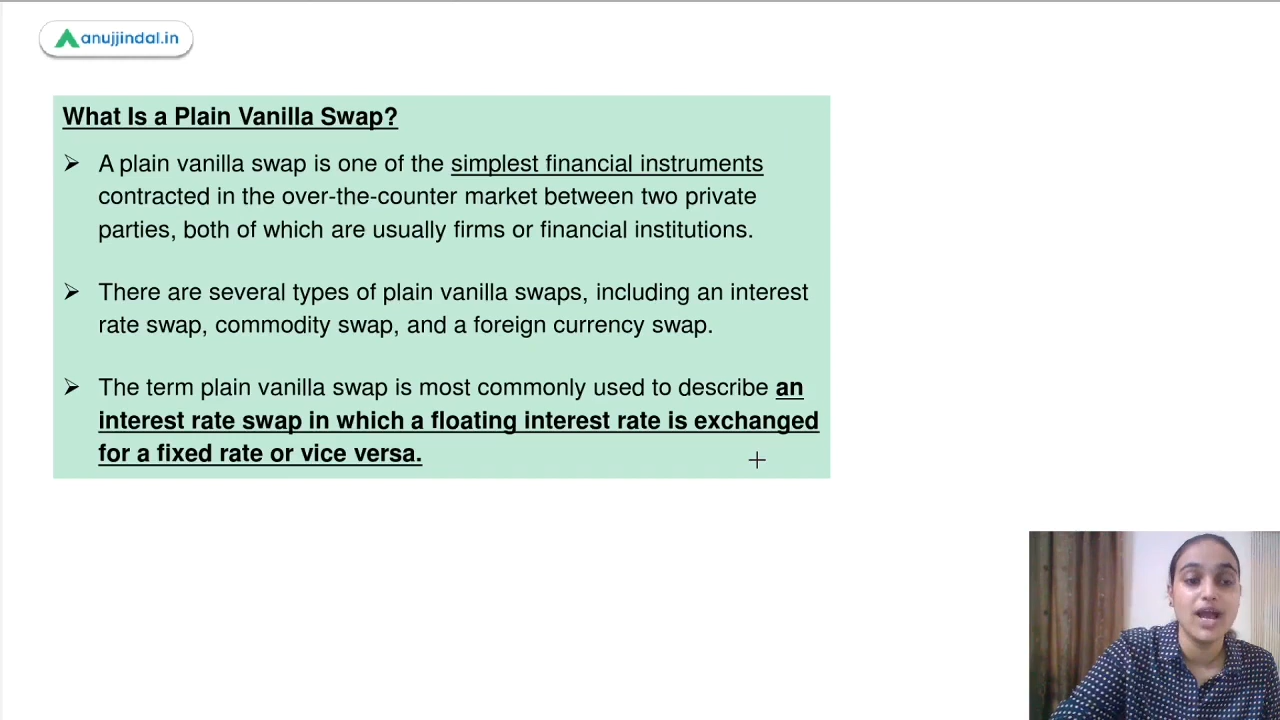 anujjindal.in
What Is a Plain Vanilla Swap?
A plain vanilla swap is one of the simplest financial instruments
contracted in the over-the-counter market between two private
parties, both of which are usually firms or financial institutions.
There are several types of plain vanilla swaps, including an interest
rate swap, commodity swap, and a foreign currency swap.
The term plain vanilla swap is most commonly used to describe an
interest rate swap in which a floating interest rate is exchanged
for a fixed rate or vice versa.